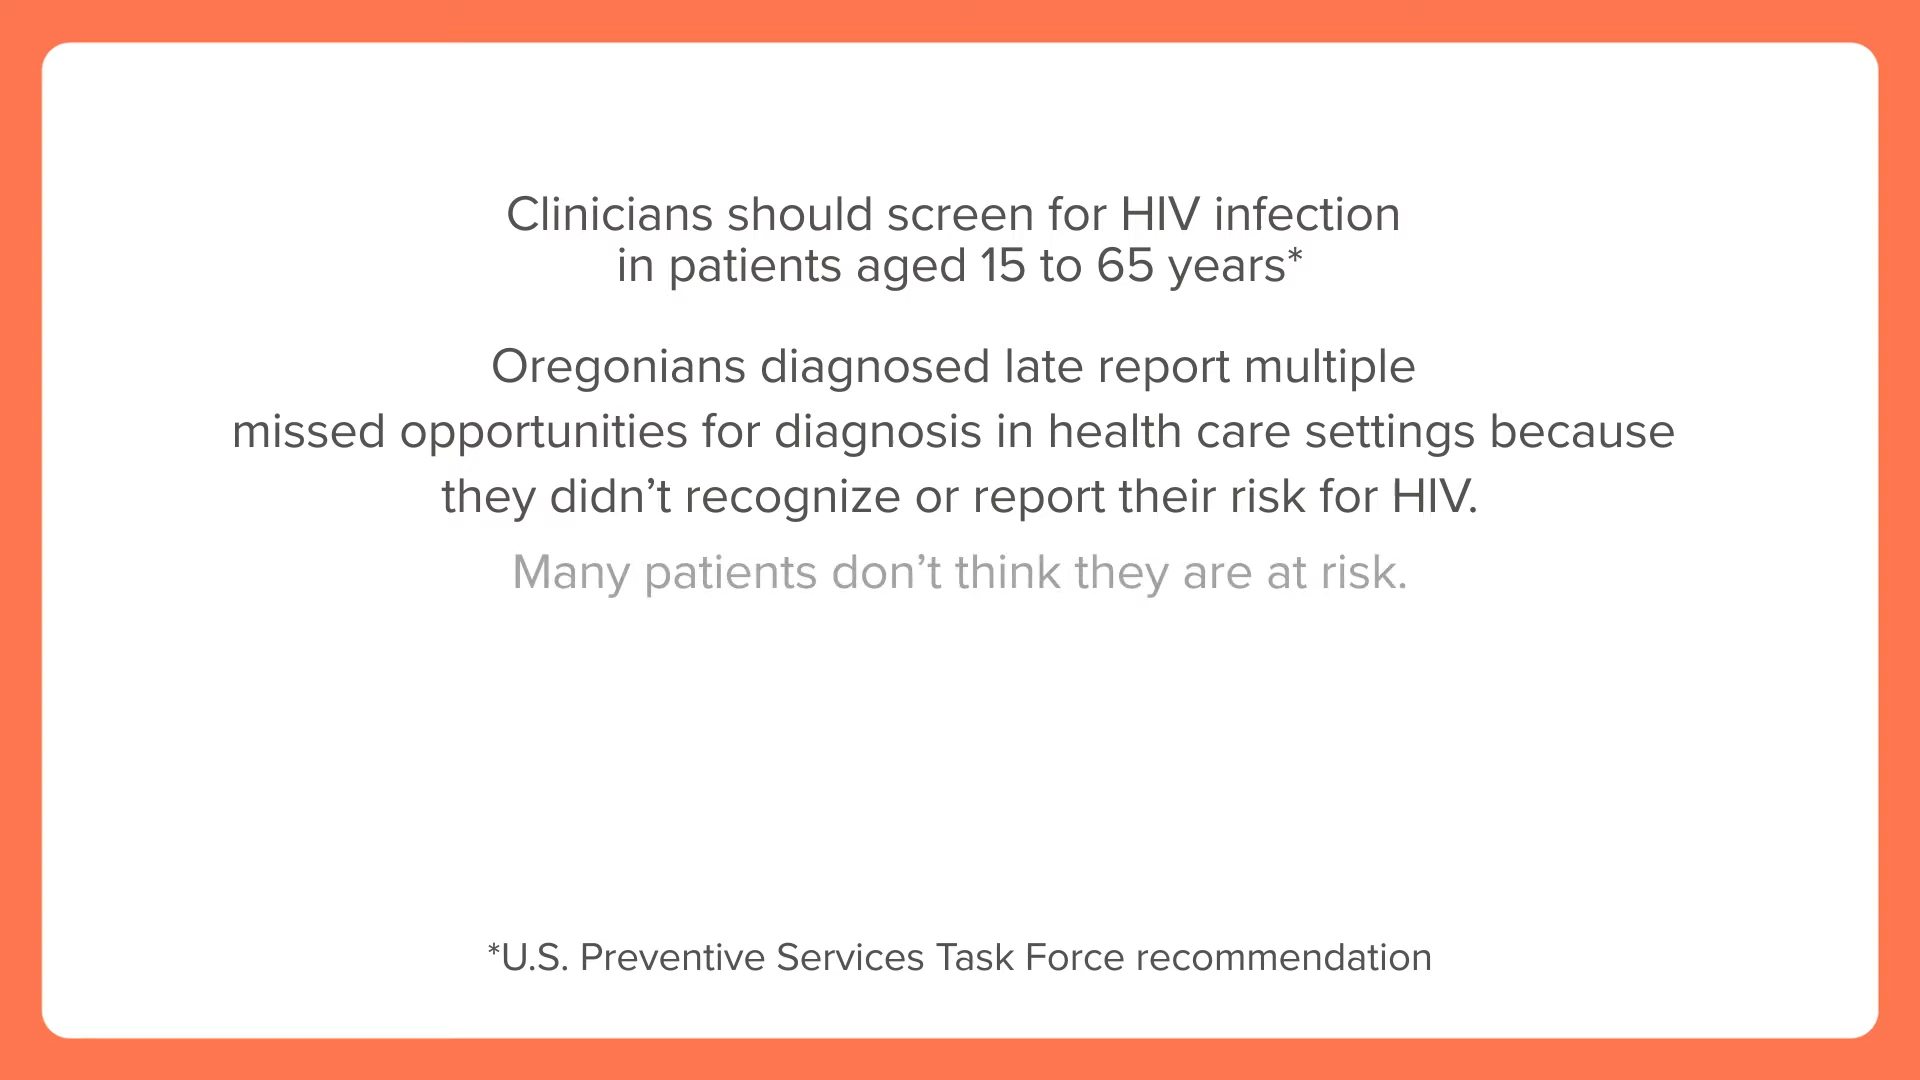 Clinicians should screen for HIV infection
in patients aged 15 to 65 years*
Oregonians diagnosed late report multiple
missed opportunities for diagnosis in health care settings because
they didn’t recognize or report their risk for HIV.
Many patients don’t think they are at risk.
*U.S. Preventive Services Task Force recommendation